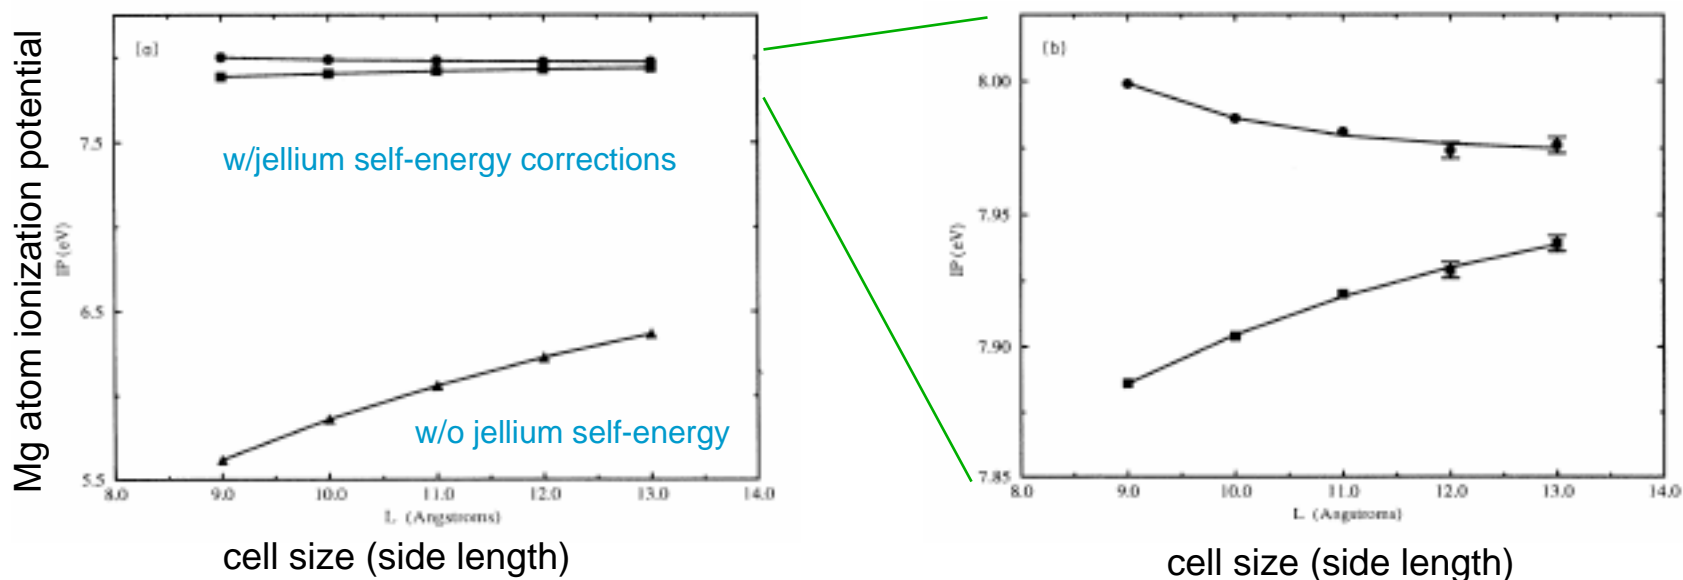 Mg atom ionization potential
[a]
7.5
w/jellium self-energy corrections
IP (eV)
6.5
w/o jellium self-energy
5.5
8.0 9.0 10.0 11.0 12.0 13.0 14.0
L (Angstroms)
cell size (side length)
[b]
8.00
7.95
IP (eV)
7.90
7.85
8.0 9.0 10.0 11.0 12.0 13.0 14.0
L (Angstroms)
cell size (side length)